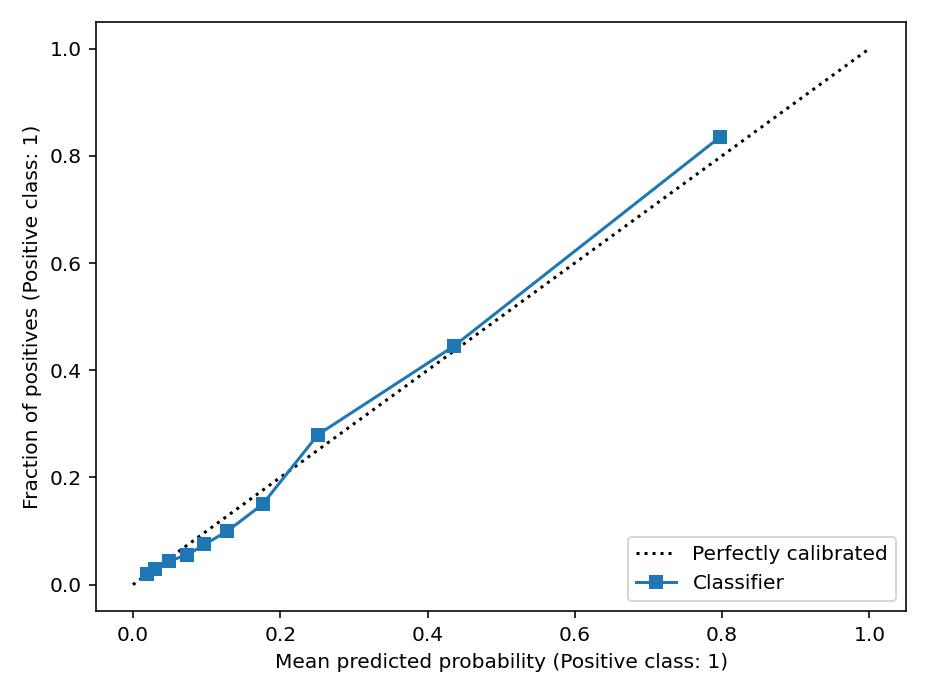 1.0
0.8
0.6
0.4
0.2
0.0
Fraction of positives (Positive class: 1)
Perfectly calibrated
Classifier
0.0 0.2 0.4 0.6 0.8 1.0
Mean predicted probability (Positive class: 1)